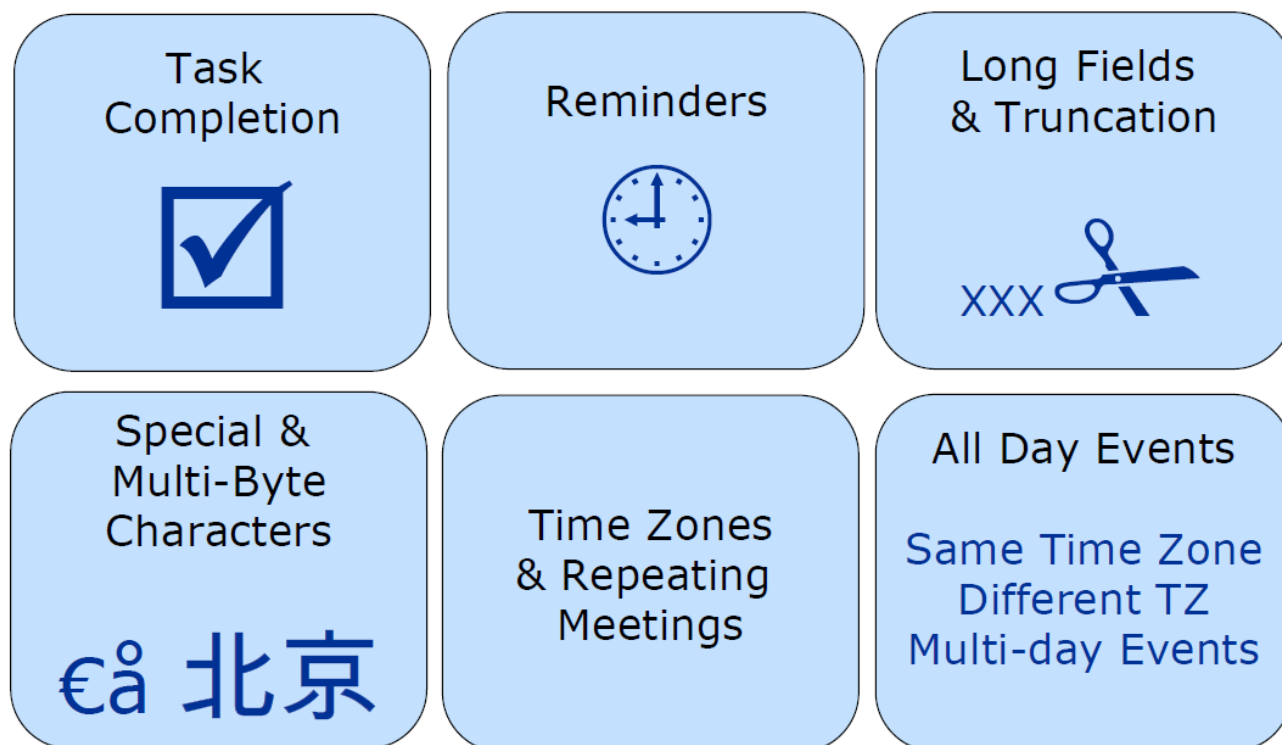 Task
Completion
Reminders
Long Fields
& Truncation
XXX
Special &
Multi-Byte
Characters
€å 北京
Time Zones
& Repeating
Meetings
All Day Events
Same Time Zone
Different TZ
Multi-day Events